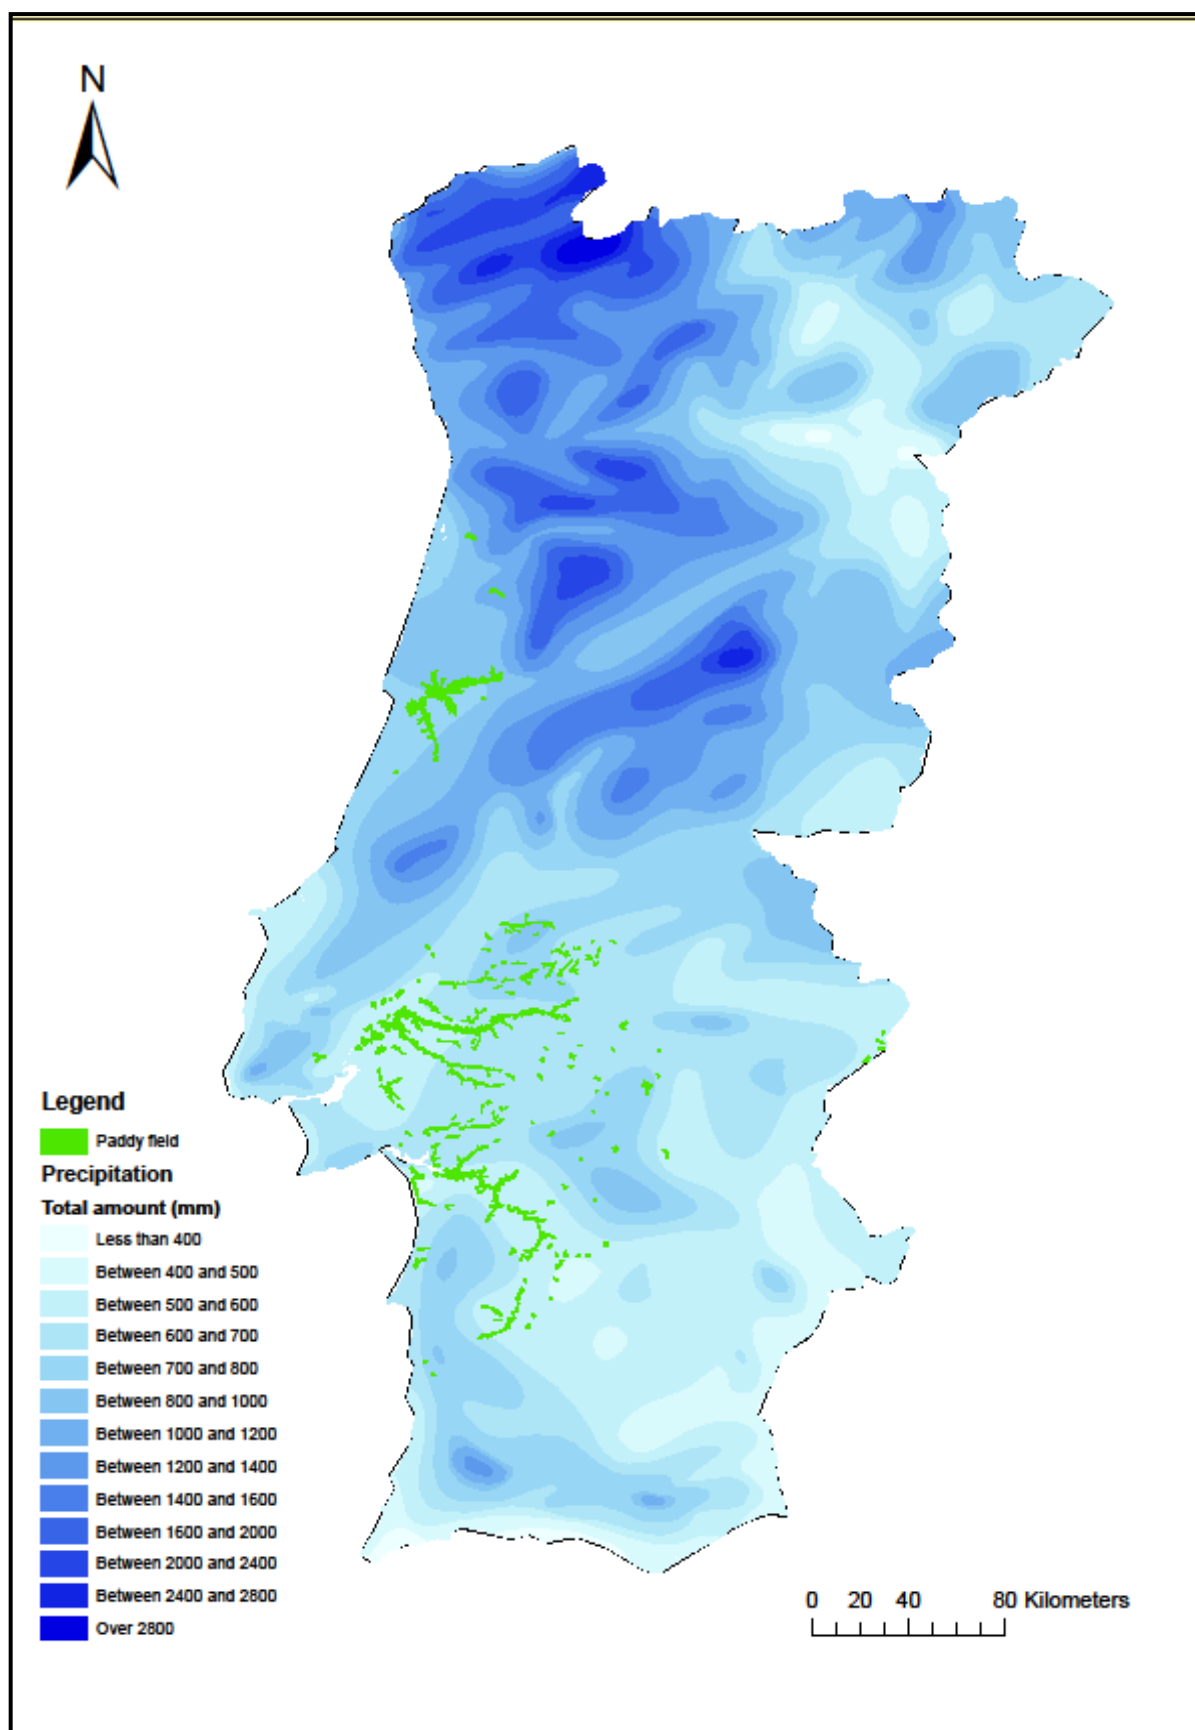 N
Legend
Paddy field
Precipitation
Total amount (mm)
Less than 400
Between 400 and 500
Between 500 and 600
Between 600 and 700
Between 700 and 800
Between 800 and 1000
Between 1000 and 1200
Between 1200 and 1400
Between 1400 and 1600
Between 1600 and 2000
Between 2000 and 2400
Between 2400 and 2800
Over 2800
0 20 40 80 Kilometers